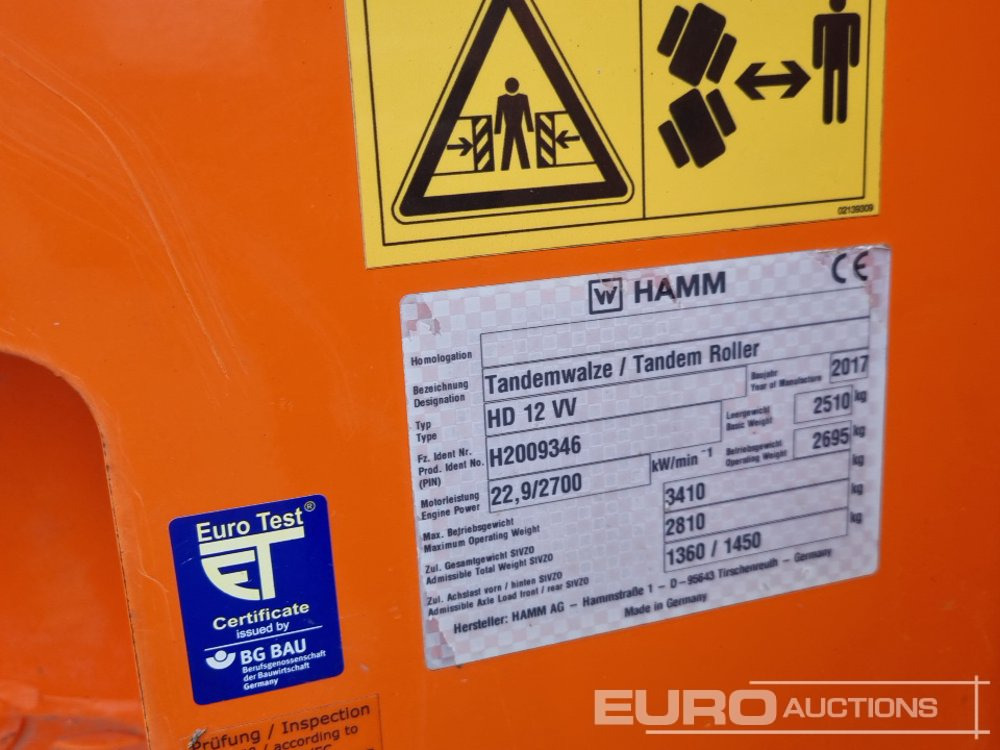 02139309
W HAMM CE
Homologation
Bezeichnung
Designation
Tandemwalze / Tandem Roller
Typ
Type
HD 12 VV
Baujahr
Year of Manufacture
2017
Fz. Ident Nr.
Prod. Ident No.
(PIN)
H2009346
Leergewicht
Basic Weight
2510 kg
Motorleistung
Engine Power
22,9/2700 kW/min -1
Betriebsgewicht
Operating Weight
2695 kg
Max. Betriebsgewicht
Maximum Operating Weight
3410 kg
Zul. Gesamtgewicht StVZO
Admissible Total Weight StVZO
2810 kg
Zul. Achslast vorn / hinten StVZO
Admissible Axle Load front / rear StVZO
1360 / 1450 kg
Hersteller: HAMM AG – Hammstraße 1 – D-95643 Tirschenreuth – Germany
Made in Germany
Euro Test®
ET
Certificate
issued by
BG BAU
Berufsgenossenschaft
der Bauwirtschaft
Germany
Prüfung / Inspection
/ according to
EURO AUCTIONS